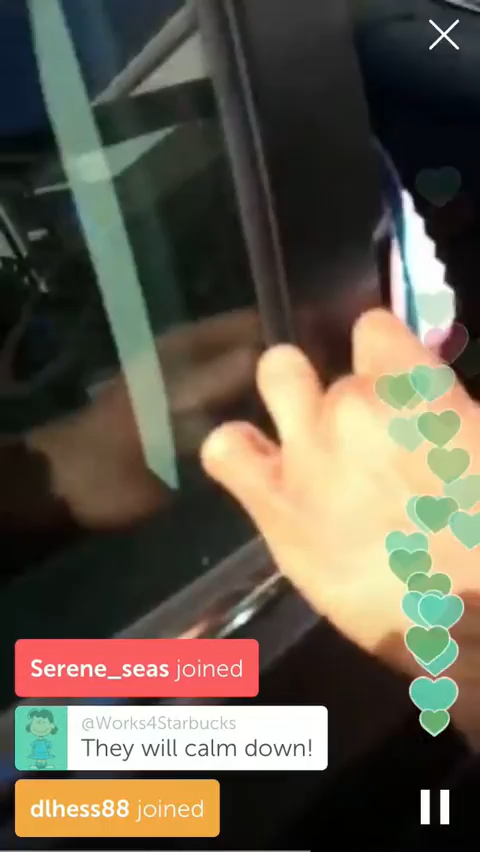 Serene_seas joined
@Works4Starbucks
They will calm down!
dlhess88 joined